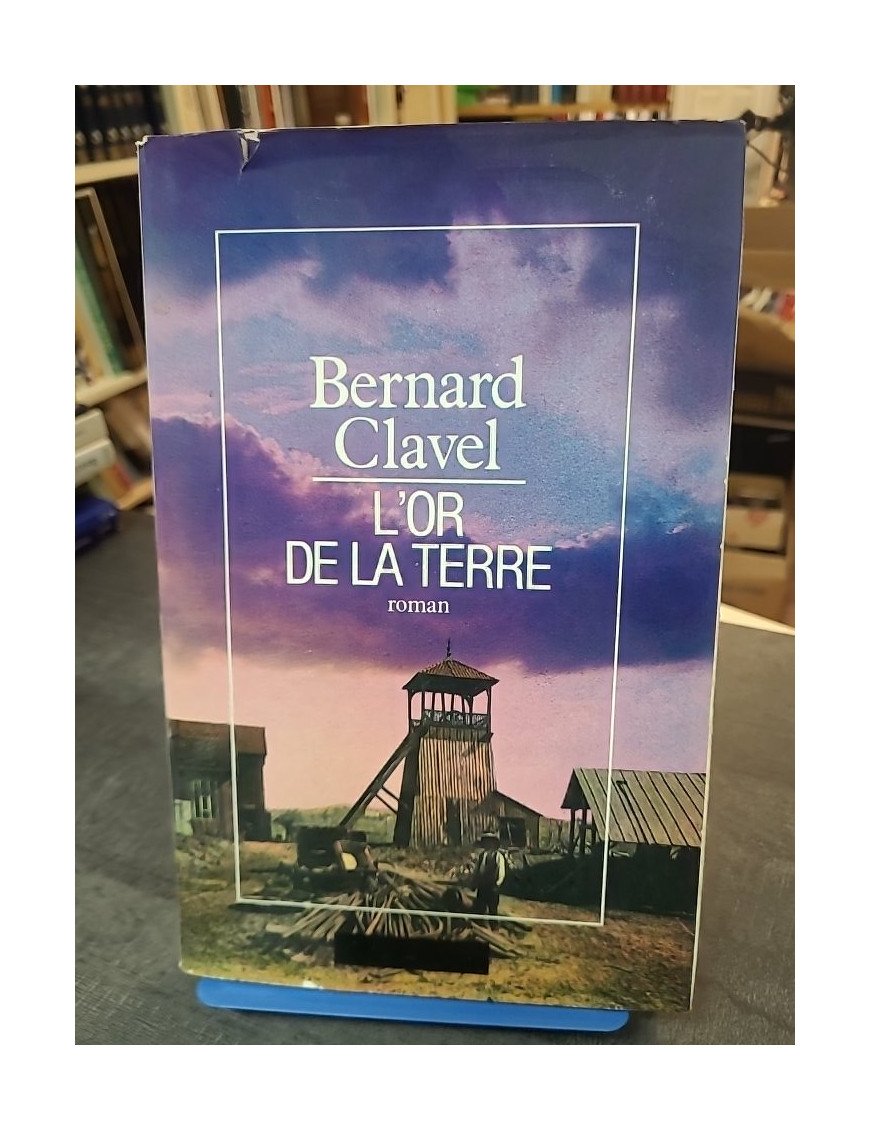 Bernard
Clavel
L'OR
DE LA TERRE
roman